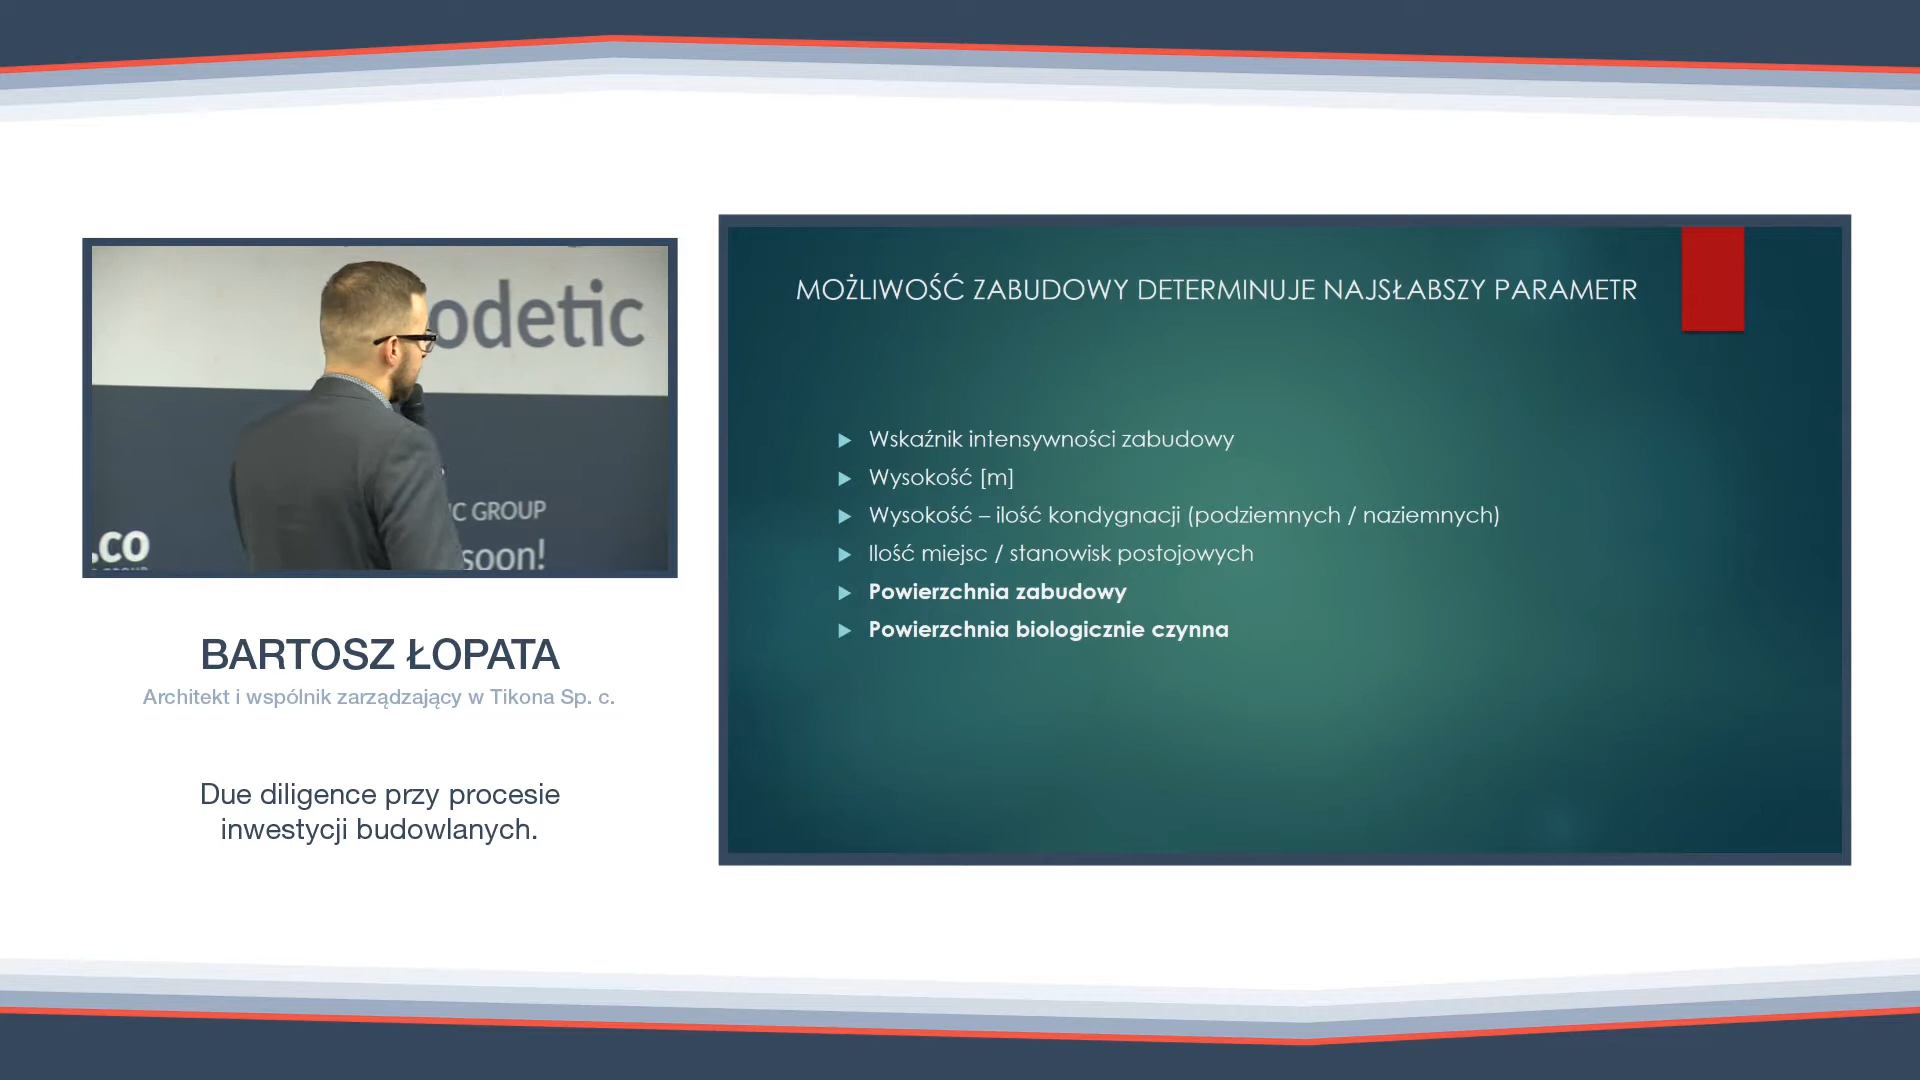 odetic
C GROUP
.co
soon!
BARTOSZ ŁOPATA
Architekt i wspólnik zarządzający w Tikona Sp. c.
Due diligence przy procesie
inwestycji budowlanych.
MOŻLIWOŚĆ ZABUDOWY DETERMINUJE NAJSŁABSZY PARAMETR
Wskaźnik intensywności zabudowy
Wysokość [m]
Wysokość – ilość kondygnacji (podziemnych / naziemnych)
Ilość miejsc / stanowisk postojowych
Powierzchnia zabudowy
Powierzchnia biologicznie czynna